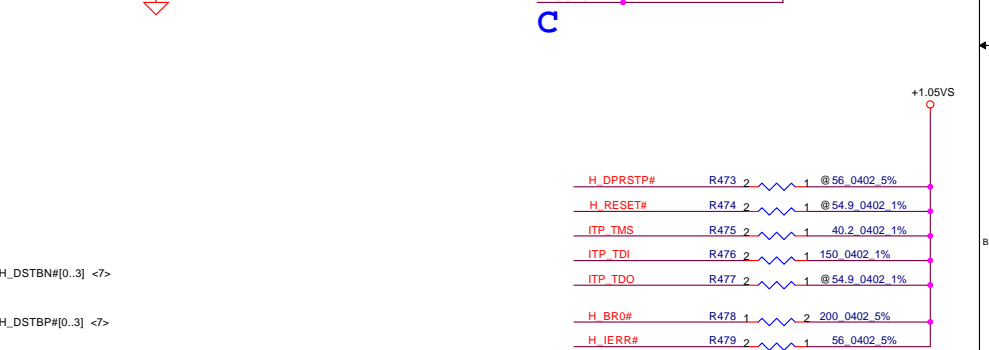 C
+1.05VS
H_DPRSTP# R473 2 1 @56_0402_5%
H_RESET# R474 2 1 @54.9_0402_1%
ITP_TMS R475 2 1 40.2_0402_1%
B
ITP_TDI R476 2 1 150_0402_1%
H_DSTBN#[0..3] <7>
ITP_TDO R477 2 1 @54.9_0402_1%
H_BR0# R478 1 2 200_0402_5%
H_DSTBP#[0..3] <7>
H_IERR# R479 2 1 56_0402_5%